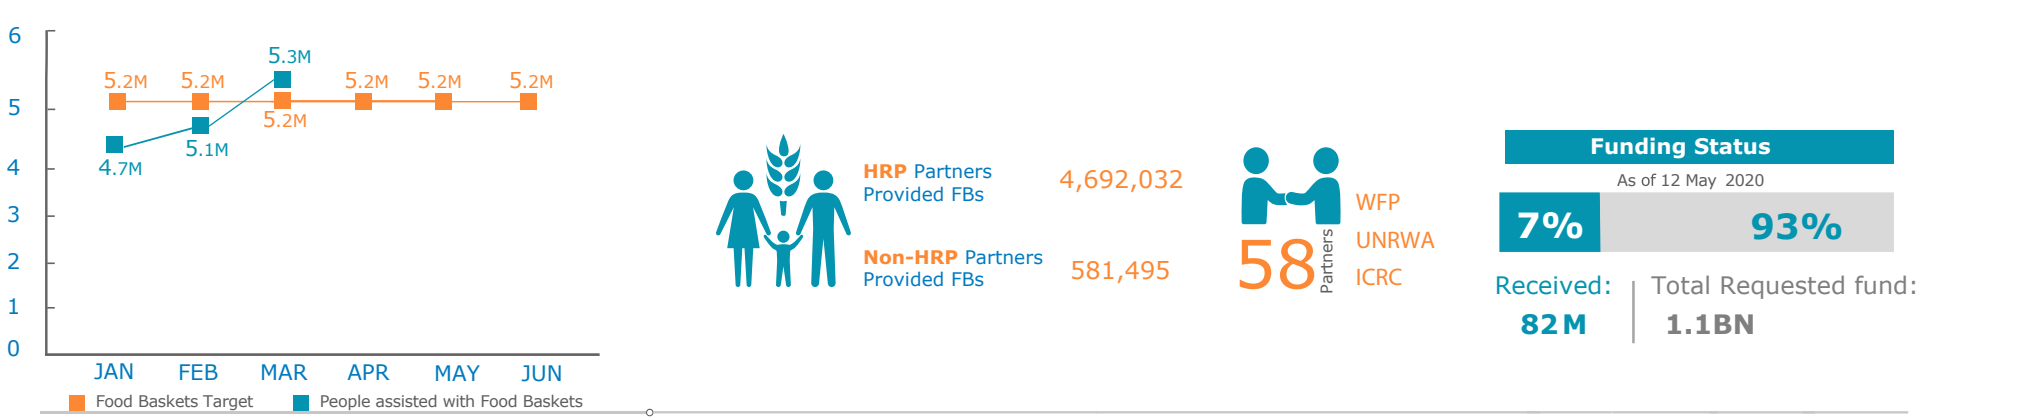 6
5
4
3
2
1
0
5.2M
5.2M
5.3M
5.2M
5.2M
5.2M
5.2M
4.7M
5.1M
JAN
FEB
MAR
APR
MAY
JUN
Food Baskets Target
People assisted with Food Baskets
HRP Partners
Provided FBs
4,692,032
Non-HRP Partners
Provided FBs
581,495
58
Partners
WFP
UNRWA
ICRC
Funding Status
As of 12 May 2020
7%
93%
Received:
82M
Total Requested fund:
1.1BN